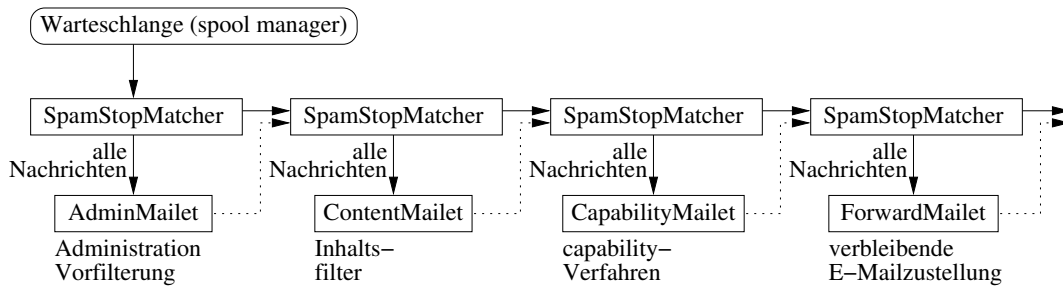 Warteschlange (spool manager)
SpamStopMatcher
SpamStopMatcher
SpamStopMatcher
SpamStopMatcher
alle
Nachrichten
alle
Nachrichten
alle
Nachrichten
alle
Nachrichten
AdminMailet
ContentMailet
CapabilityMailet
ForwardMailet
Administration
Vorfilterung
Inhalts−
filter
capability−
Verfahren
verbleibende
E−Mailzustellung